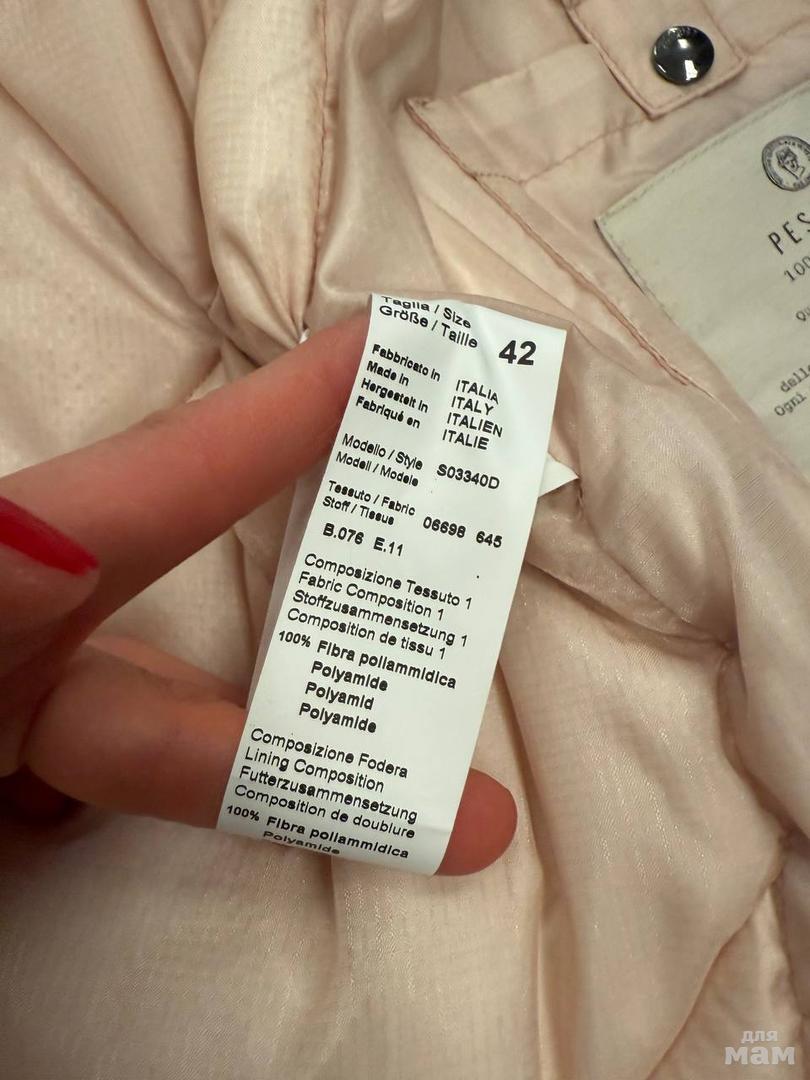 Taglia / Size
Größe / Taille
42
Fabbricato in ITALIA
Made in ITALY
Hergestelt in ITALIEN
Fabriqué en ITALIE
Modello / Style
Modell / Modele
S03340D
Tessuto / Fabric
Stoff / Tissus
06698 645
B.076 E.11
Composizione Tessuto 1
Fabric Composition 1
Stoffzusammensetzung 1
Composition de tissu 1
100% Fibra poliammidica
Polyamide
Polyamid
Polyamide
Composizione Fodera
Lining Composition
Futterzusammensetzung
Composition de doublure
100% Fibra poliammidica
Polyamide
PES
100
Ogni
для
мам